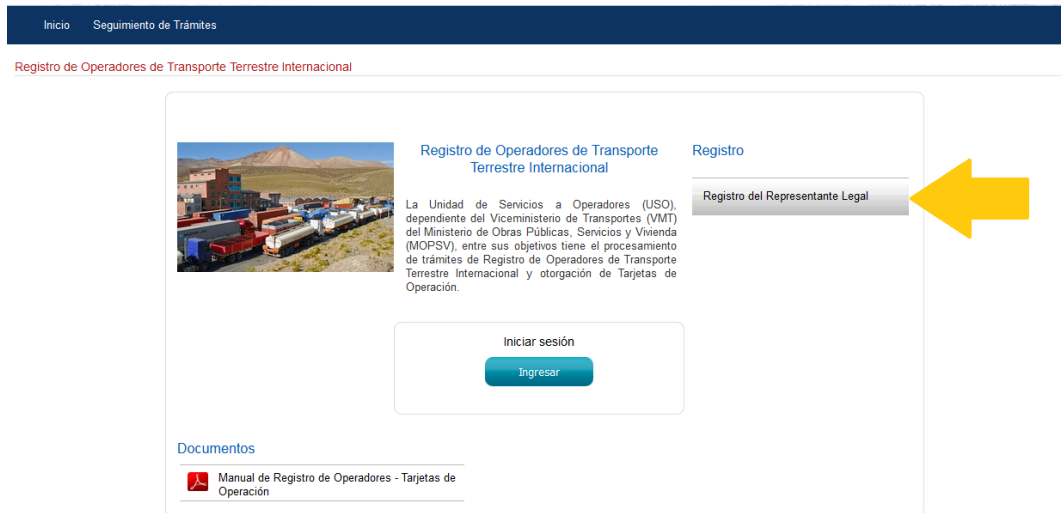 Inicio Seguimiento de Trámites
Registro de Operadores de Transporte Terrestre Internacional
Registro de Operadores de Transporte
Terrestre Internacional
La Unidad de Servicios a Operadores (USO),
dependiente del Viceministerio de Transportes (VMT)
del Ministerio de Obras Públicas, Servicios y Vivienda
(MOPSV), entre sus objetivos tiene el procesamiento
de trámites de Registro de Operadores de Transporte
Terrestre Internacional y otorgación de Tarjetas de
Operación.
Registro
Registro del Representante Legal
Iniciar sesión
Ingresar
Documentos
Manual de Registro de Operadores - Tarjetas de
Operación